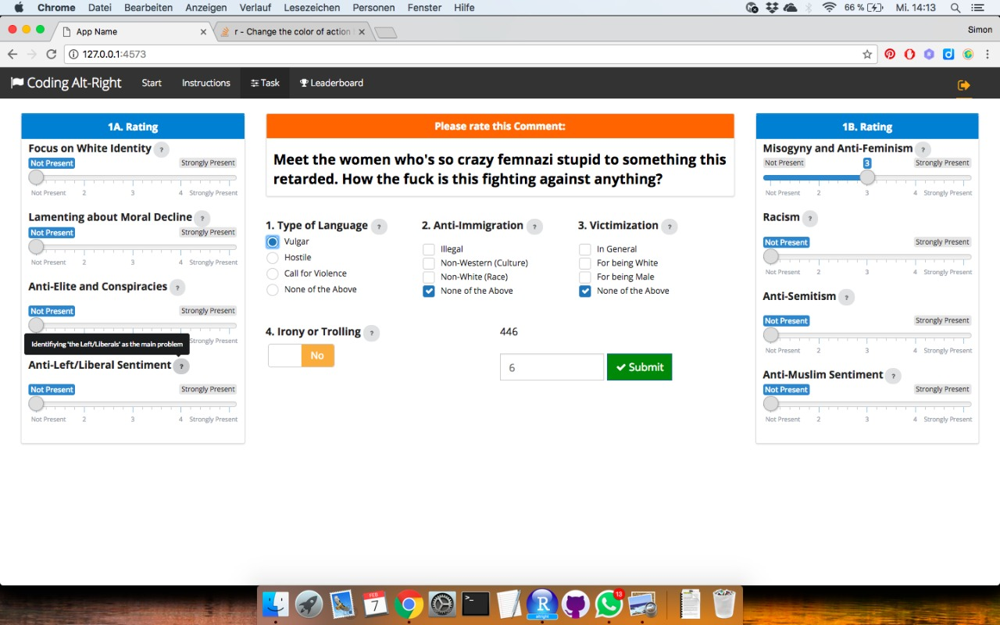 Chrome Datei Bearbeiten Anzeigen Verlauf Lesezeichen Personen Fenster Hilfe 66 % Mi. 14:13
App Name r - Change the color of action Simon
127.0.0.1:4573
Coding Alt-Right Start Instructions Task Leaderboard
1A. Rating
Focus on White Identity ?
Not Present Strongly Present
Not Present 2 3 4 Strongly Present
Lamenting about Moral Decline ?
Not Present Strongly Present
Not Present 2 3 4 Strongly Present
Anti-Elite and Conspiracies ?
Not Present Strongly Present
Strongly Present
Identifiying 'the Left/Liberals' as the main problem
Anti-Left/Liberal Sentiment ?
Not Present Strongly Present
Not Present 2 3 4 Strongly Present
Please rate this Comment:
Meet the women who's so crazy femnazi stupid to something this
retarded. How the fuck is this fighting against anything?
1. Type of Language ?
Vulgar
Hostile
Call for Violence
None of the Above
2. Anti-Immigration ?
Illegal
Non-Western (Culture)
Non-White (Race)
None of the Above
3. Victimization ?
In General
For being White
For being Male
None of the Above
4. Irony or Trolling ?
No
446
6
Submit
1B. Rating
Misogyny and Anti-Feminism ?
Not Present 3 Strongly Present
Not Present 2 3 4 Strongly Present
Racism ?
Not Present Strongly Present
Not Present 2 3 4 Strongly Present
Anti-Semitism ?
Not Present Strongly Present
Not Present 2 3 4 Strongly Present
Anti-Muslim Sentiment ?
Not Present Strongly Present
Not Present 2 3 4 Strongly Present
FEB
7
R
altright
13